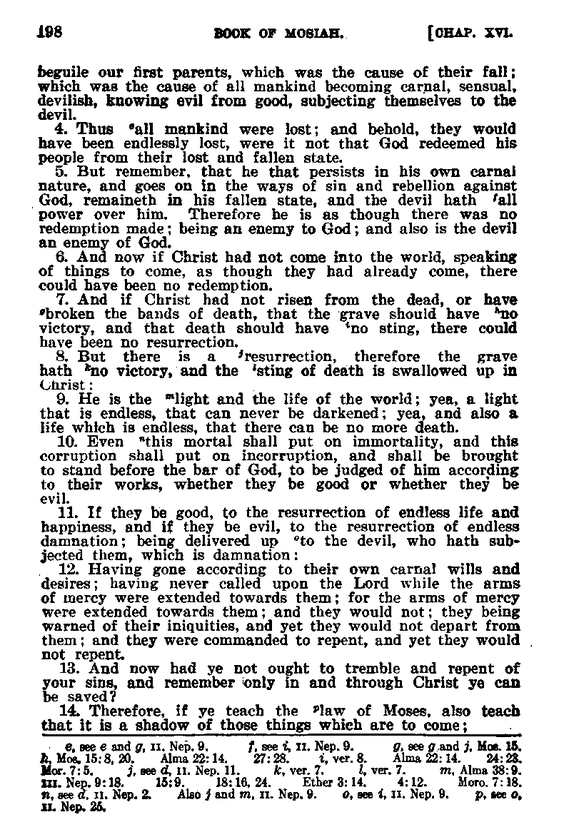 198 BOOK OF MOSIAH. [CHAP. XVI.
beguile our first parents, which was the cause of their fall;
which was the cause of all mankind becoming carnal, sensual,
devilish, knowing evil from good, subjecting themselves to the
devil.
4. Thus ᵉall mankind were lost; and behold, they would
have been endlessly lost, were it not that God redeemed his
people from their lost and fallen state.
5. But remember, that he that persists in his own carnal
nature, and goes on in the ways of sin and rebellion against
God, remaineth in his fallen state, and the devil hath ᶠall
power over him. Therefore he is as though there was no
redemption made; being an enemy to God; and also is the devil
an enemy of God.
6. And now if Christ had not come into the world, speaking
of things to come, as though they had already come, there
could have been no redemption.
7. And if Christ had not risen from the dead, or have
ᵍbroken the bands of death, that the grave should have ʰno
victory, and that death should have ⁱno sting, there could
have been no resurrection.
8. But there is a ʲresurrection, therefore the grave
hath ᵏno victory, and the ˡsting of death is swallowed up in
Christ:
9. He is the ᵐlight and the life of the world; yea, a light
that is endless, that can never be darkened; yea, and also a
life which is endless, that there can be no more death.
10. Even ⁿthis mortal shall put on immortality, and this
corruption shall put on incorruption, and shall be brought
to stand before the bar of God, to be judged of him according
to their works, whether they be good or whether they be
evil.
11. If they be good, to the resurrection of endless life and
happiness, and if they be evil, to the resurrection of endless
damnation; being delivered up ᵒto the devil, who hath sub-
jected them, which is damnation:
12. Having gone according to their own carnal wills and
desires; having never called upon the Lord while the arms
of mercy were extended towards them; for the arms of mercy
were extended towards them; and they would not; they being
warned of their iniquities, and yet they would not depart from
them; and they were commanded to repent, and yet they would
not repent.
13. And now had ye not ought to tremble and repent of
your sins, and remember only in and through Christ ye can
be saved?
14. Therefore, if ye teach the ᵖlaw of Moses, also teach
that it is a shadow of those things which are to come;
e, see e and g, II. Nep. 9. f, see i, II. Nep. 9. g, see g and j, Mos. 15.
h, Mos. 15:8, 20. Alma 22:14. 27:28. i, ver. 8. Alma 22:14. 24:23.
Mor. 7:5. j, see d, II. Nep. 11. k, ver. 7. l, ver. 7. m, Alma 38:9.
III. Nep. 9:18. 15:9. 18:16, 24. Ether 3:14. 4:12. Moro. 7:18.
n, see d, II. Nep. 2. Also j and m, II. Nep. 9. o, see i, II. Nep. 9. p, see o,
II. Nep. 25.